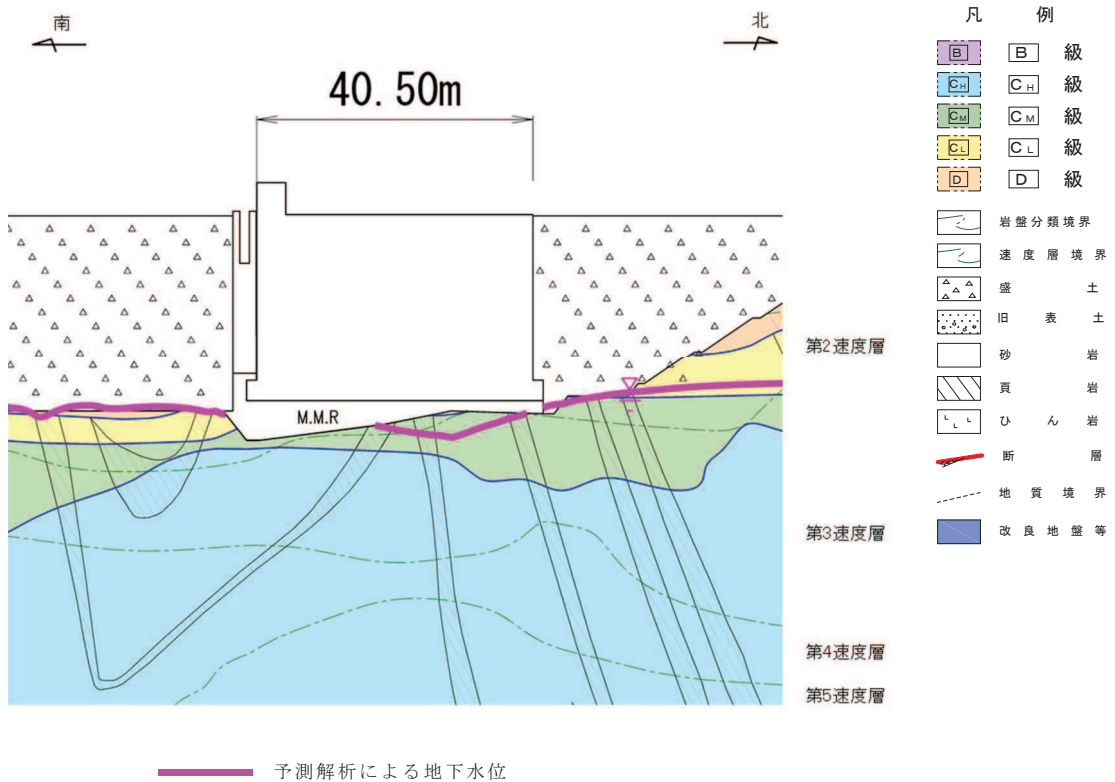 南
北
40.50m
M.M.R
第2速度層
第3速度層
第4速度層
第5速度層
予測解析による地下水位
凡 例
B B 級
CH CH 級
CM CM 級
CL CL 級
D D 級
岩盤分類境界
速度層境界
盛土
旧表土
砂岩
頁岩
ひん岩
断層
地質境界
改良地盤等